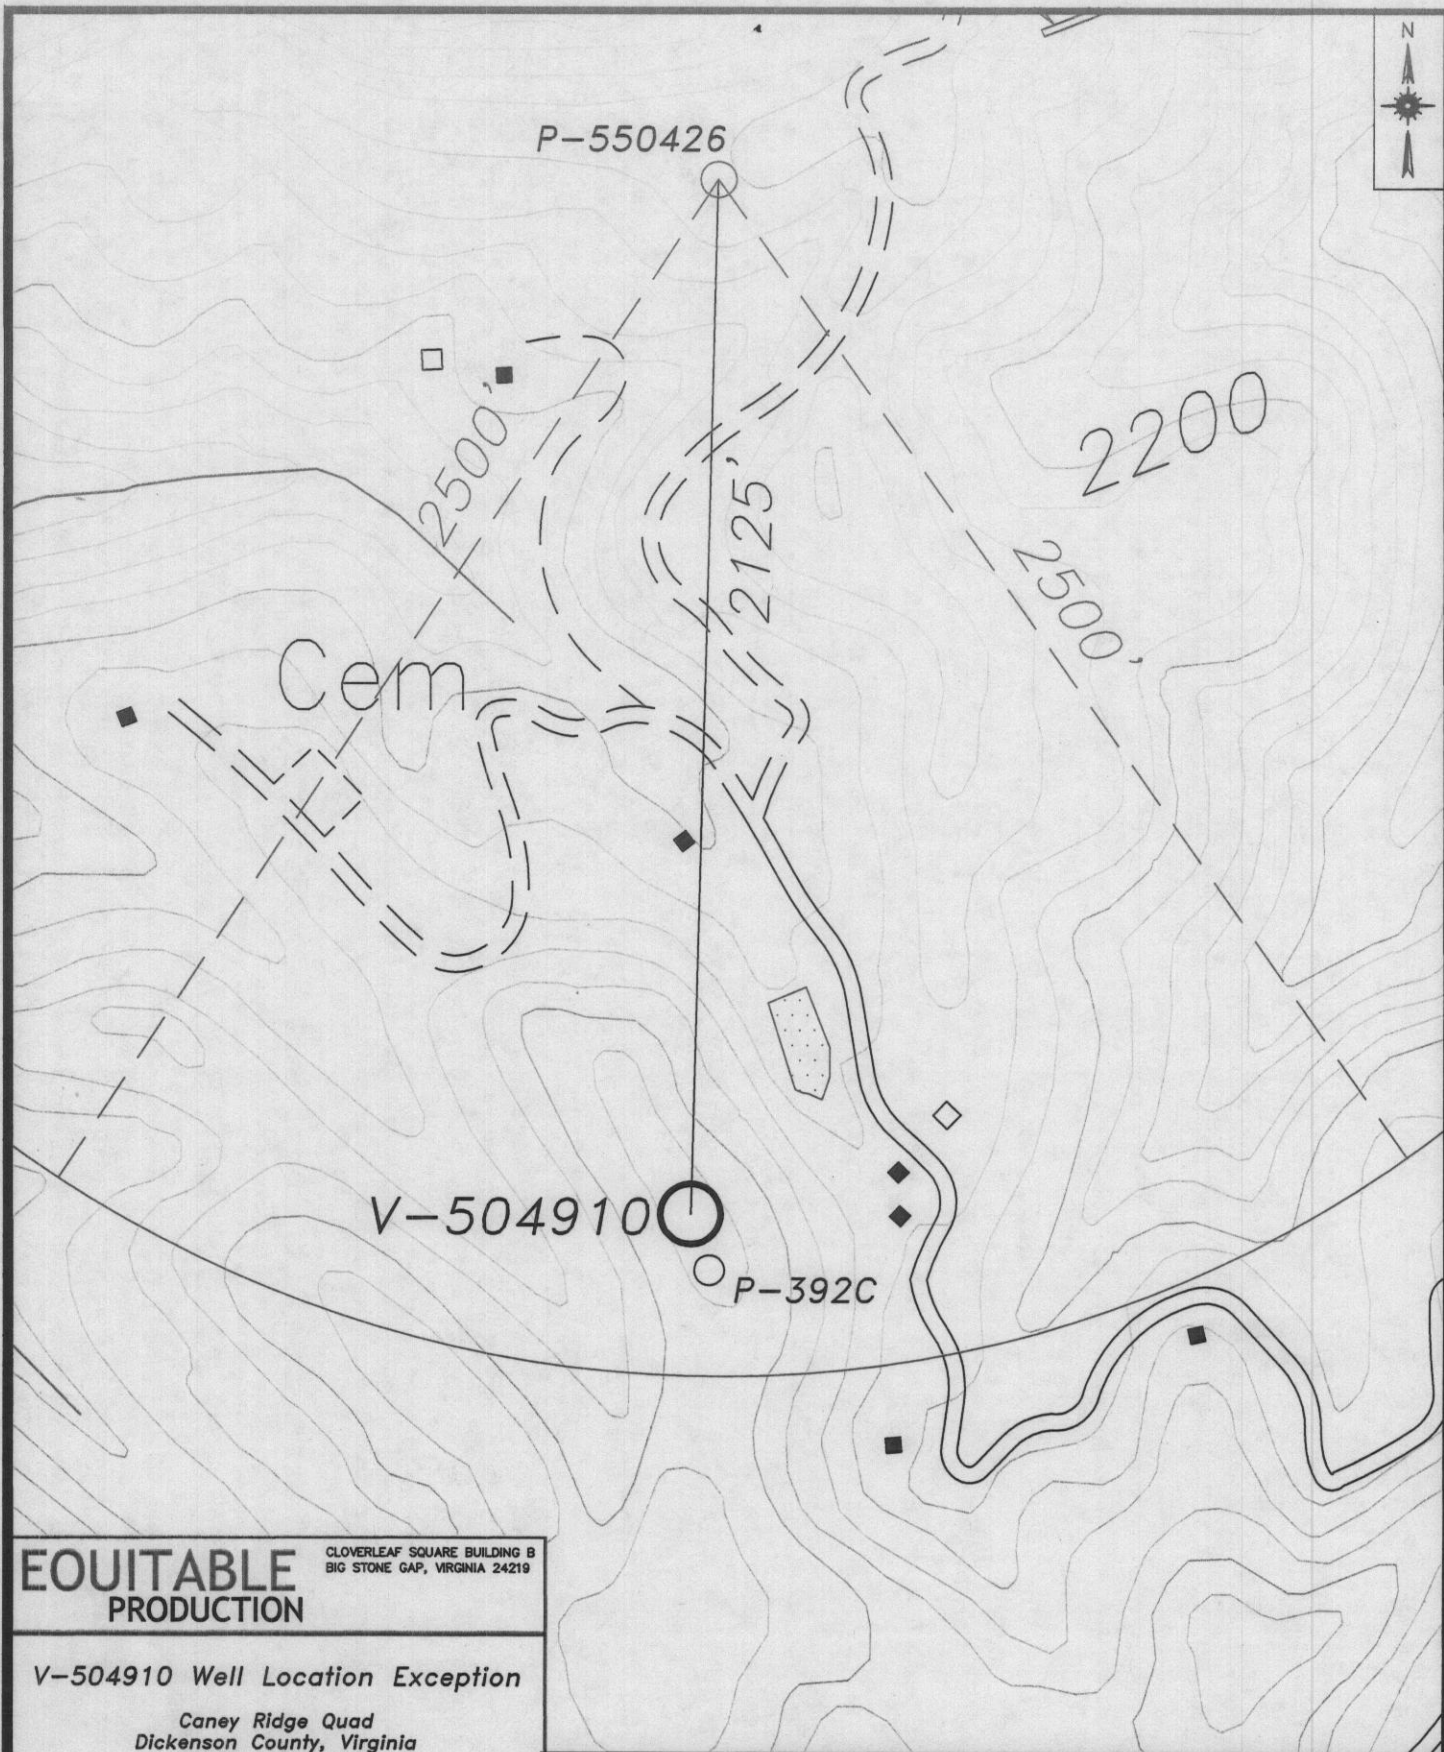 N
P-550426
2200
2500'
2125'
2500'
Cem
V-504910
P-392C
EQUITABLE
PRODUCTION
CLOVERLEAF SQUARE BUILDING B
BIG STONE GAP, VIRGINIA 24219
V-504910 Well Location Exception
Caney Ridge Quad
Dickenson County, Virginia